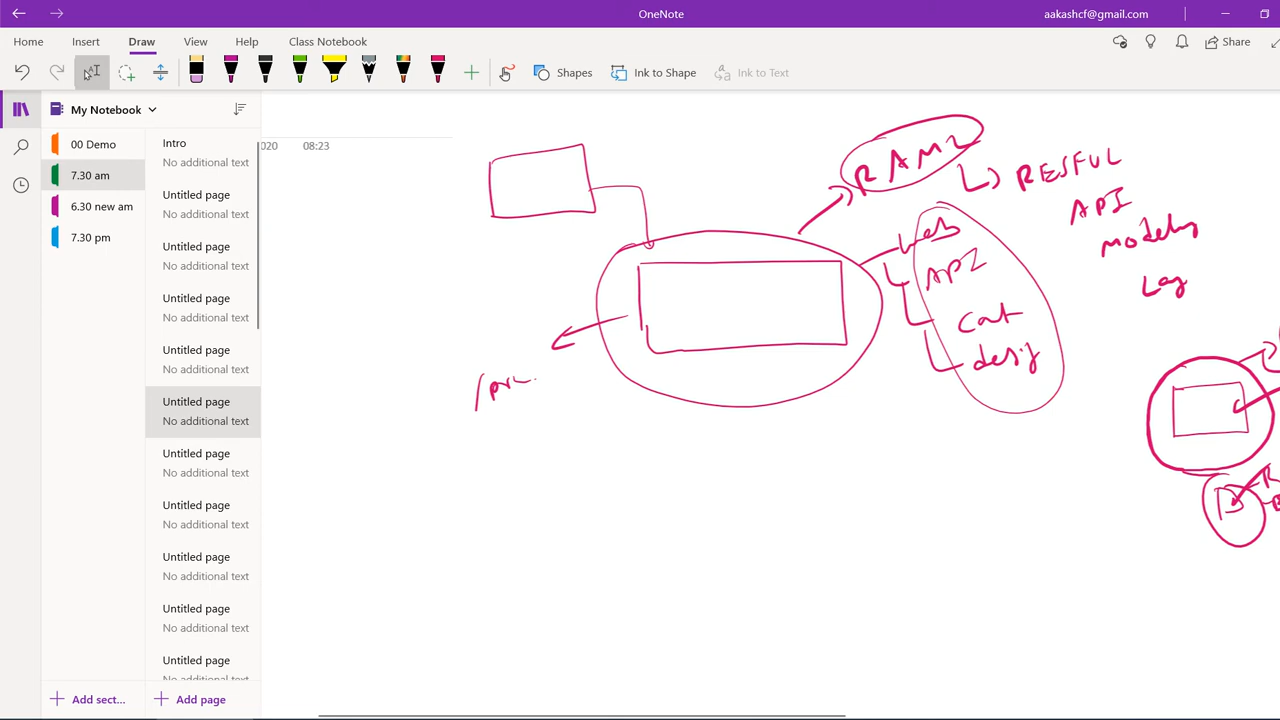 OneNote
aakashcf@gmail.com
Home
Insert
Draw
View
Help
Class Notebook
Share
Shapes
Ink to Shape
Ink to Text
My Notebook
00 Demo
7.30 am
6.30 new am
7.30 pm
Add sect...
Intro
No additional text
Untitled page
No additional text
Untitled page
No additional text
Untitled page
No additional text
Untitled page
No additional text
Untitled page
No additional text
Untitled page
No additional text
Untitled page
No additional text
Untitled page
No additional text
Untitled page
No additional text
Untitled page
No additional text
Add page
020
08:23
RAML
RESFUL
API
Web
API